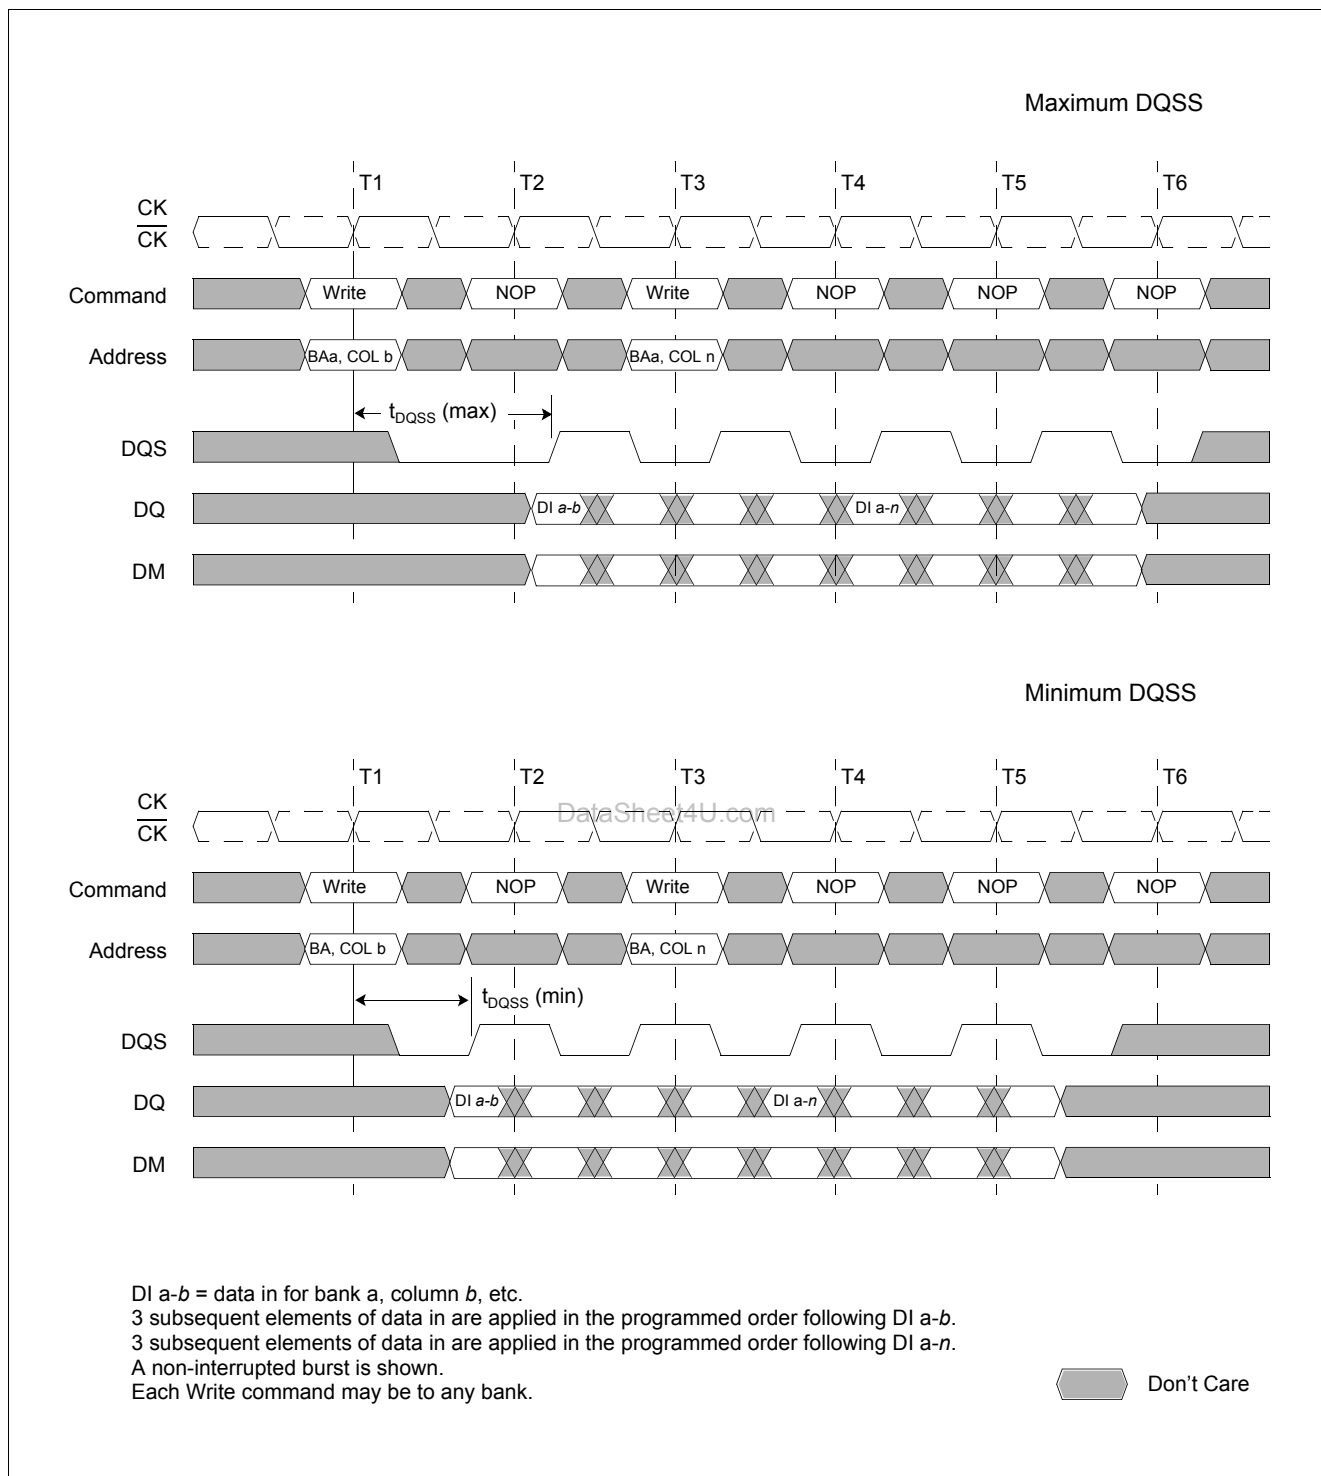 Maximum DQSS
T1 T2 T3 T4 T5 T6
CK
CK
Command Write NOP Write NOP NOP NOP
Address BAa, COL b BAa, COL n
tDQSS (max)
DQS
DQ DI a-b DI a-n
DM
Minimum DQSS
T1 T2 T3 T4 T5 T6
CK
DataSheet4U.com
CK
Command Write NOP Write NOP NOP NOP
Address BA, COL b BA, COL n
tDQSS (min)
DQS
DQ DI a-b DI a-n
DM
DI a-b = data in for bank a, column b, etc.
3 subsequent elements of data in are applied in the programmed order following DI a-b.
3 subsequent elements of data in are applied in the programmed order following DI a-n.
A non-interrupted burst is shown.
Each Write command may be to any bank.
Don't Care